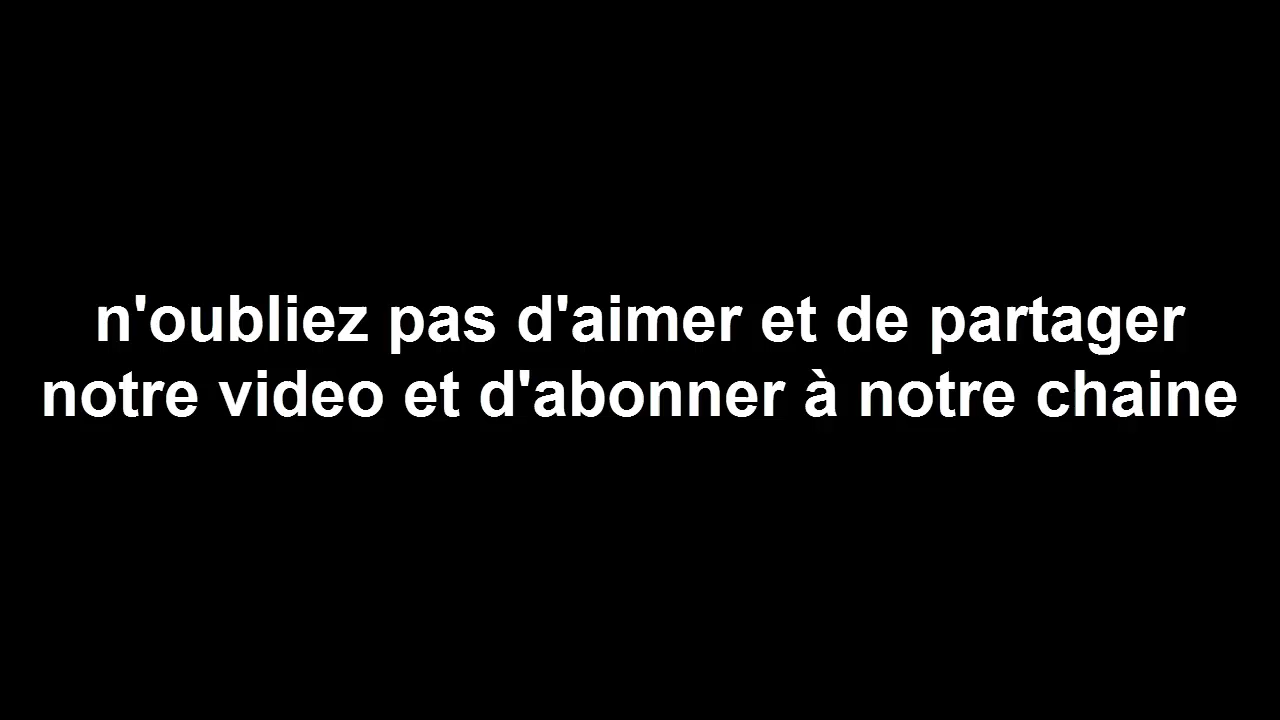 n'oubliez pas d'aimer et de partager
notre video et d'abonner à notre chaine